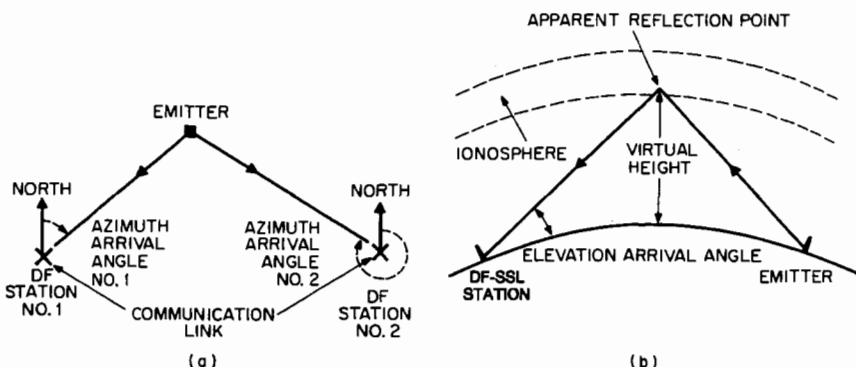 EMITTER
NORTH
AZIMUTH
ARRIVAL
ANGLE
NO. 1
DF
STATION
NO. 1
AZIMUTH
ARRIVAL
ANGLE
NO. 2
NORTH
DF
STATION
NO. 2
COMMUNICATION
LINK
(a)
APPARENT REFLECTION POINT
IONOSPHERE
VIRTUAL
HEIGHT
ELEVATION ARRIVAL ANGLE
DF-SSL
STATION
EMITTER
(b)